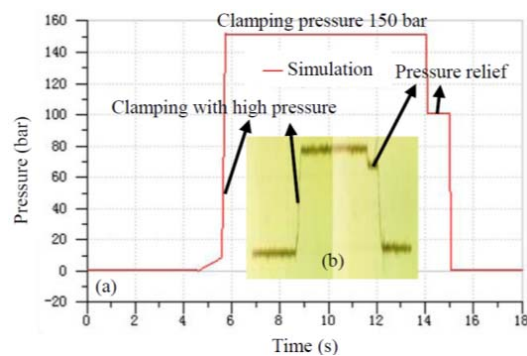 Clamping pressure 150 bar
Simulation
Pressure relief
Clamping with high pressure
(b)
(a)
Pressure (bar)
160
140
120
100
80
60
40
20
0
−20
0 2 4 6 8 10 12 14 16 18
Time (s)